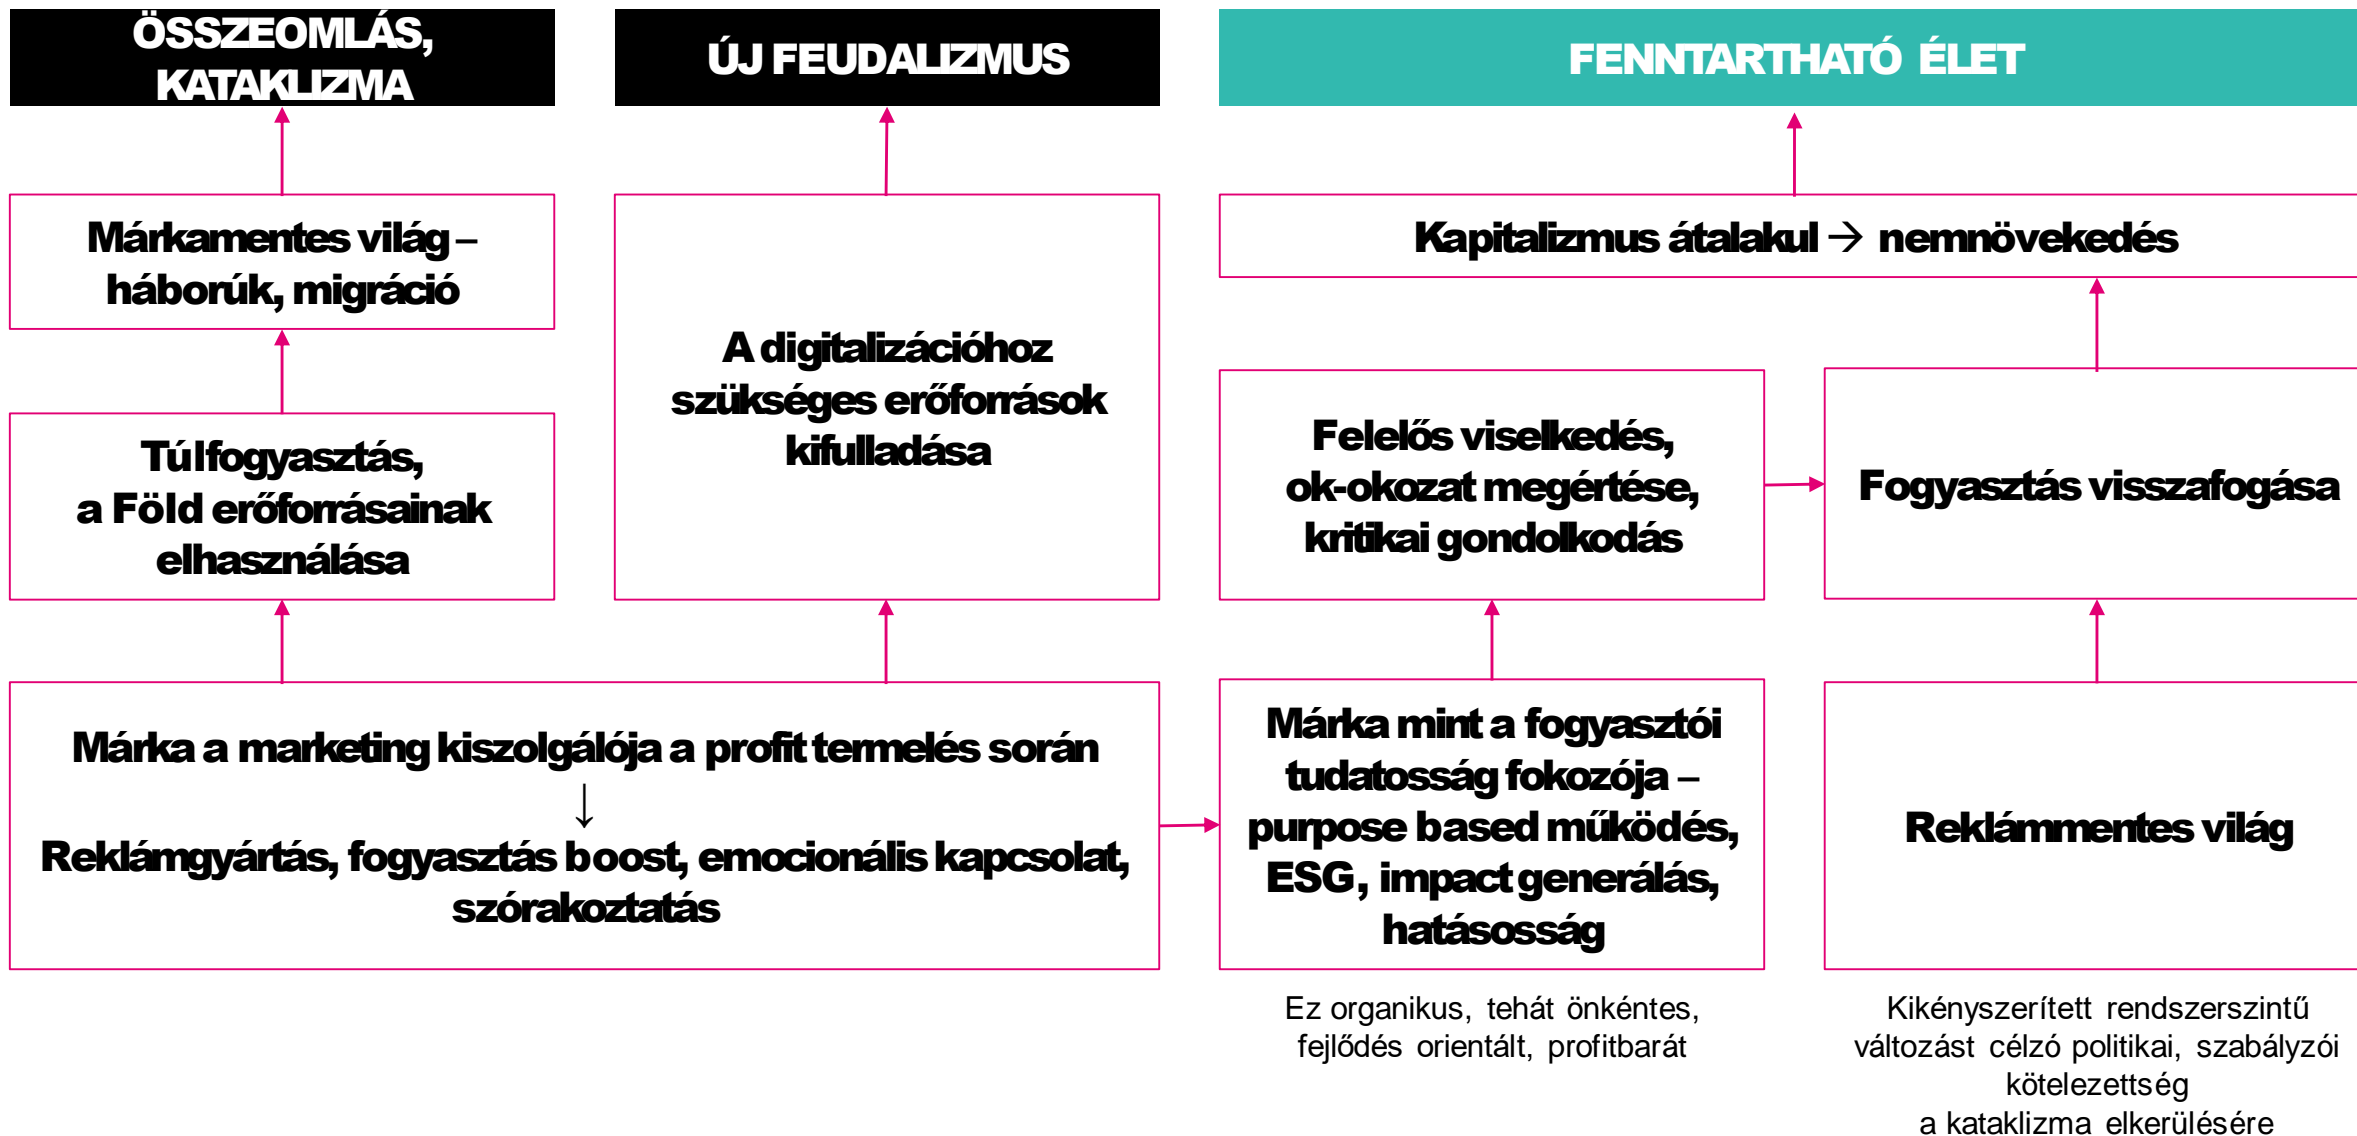 ÖSSZEOMLÁS,
KATAKLIZMA
ÚJ FEUDALIZMUS
FENNTARTHATÓ ÉLET
Márkamentes világ –
háborúk, migráció
Kapitalizmus átalakul → nemnövekedés
A digitalizációhoz
szükséges erőforrások
kifulladása
Túlfogyasztás,
a Föld erőforrásainak
elhasználása
Felelős viselkedés,
ok-okozat megértése,
kritikai gondolkodás
Fogyasztás visszafogása
Márka a marketing kiszolgálója a profit termelés során
↓
Reklámgyártás, fogyasztás boost, emocionális kapcsolat,
szórakoztatás
Márka mint a fogyasztói
tudatosság fokozója –
purpose based működés,
ESG, impact generálás,
hatásosság
Reklámmentes világ
Ez organikus, tehát önkéntes,
fejlődés orientált, profitbarát
Kikényszerített rendszerszintű
változást célzó politikai, szabályzói
kötelezettség
a kataklizma elkerülésére